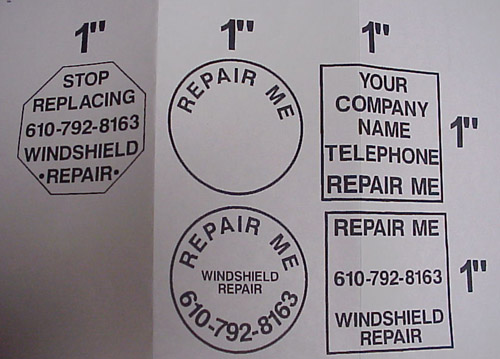 1"
1"
1"
STOP
REPLACING
610-792-8163
WINDSHIELD
•REPAIR•
REPAIR ME
YOUR
COMPANY
NAME
TELEPHONE
REPAIR ME
1"
REPAIR ME
WINDSHIELD
REPAIR
610-792-8163
REPAIR ME
610-792-8163
WINDSHIELD
REPAIR
1"